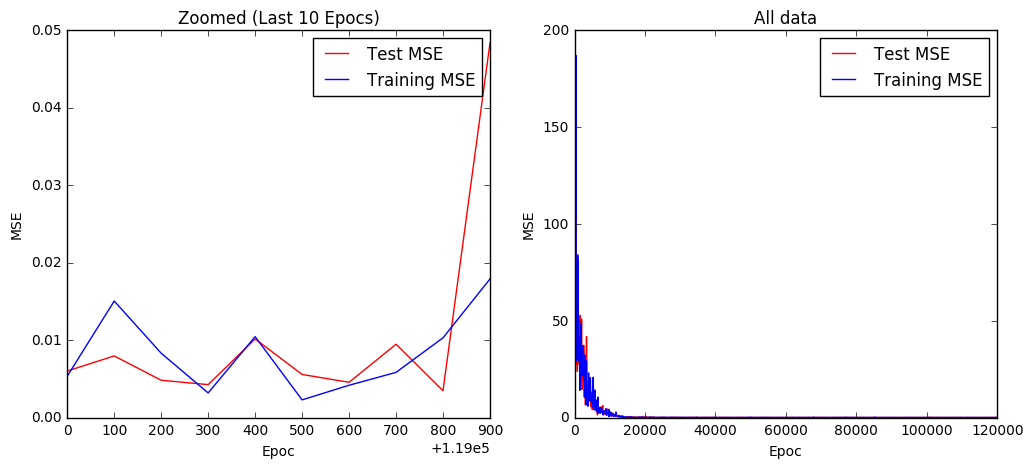 Zoomed (Last 10 Epocs)
0.05
0.04
0.03
0.02
0.01
0.00
MSE
Test MSE
Training MSE
0 100 200 300 400 500 600 700 800 900
Epoc
+1.19e5
All data
200
150
100
50
0
MSE
Test MSE
Training MSE
0 20000 40000 60000 80000 100000 120000
Epoc